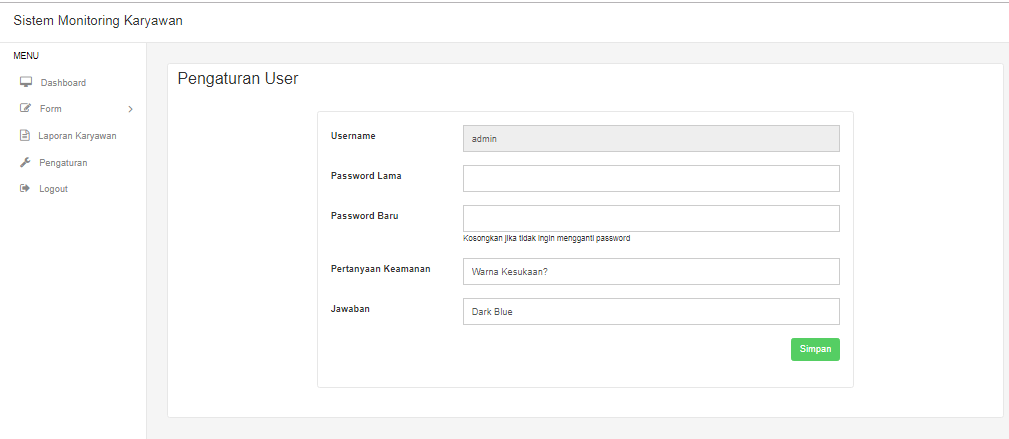 Sistem Monitoring Karyawan
MENU
Dashboard
Form
Laporan Karyawan
Pengaturan
Logout
Pengaturan User
Username
admin
Password Lama
Password Baru
Kosongkan jika tidak ingin mengganti password
Pertanyaan Keamanan
Warna Kesukaan?
Jawaban
Dark Blue
Simpan